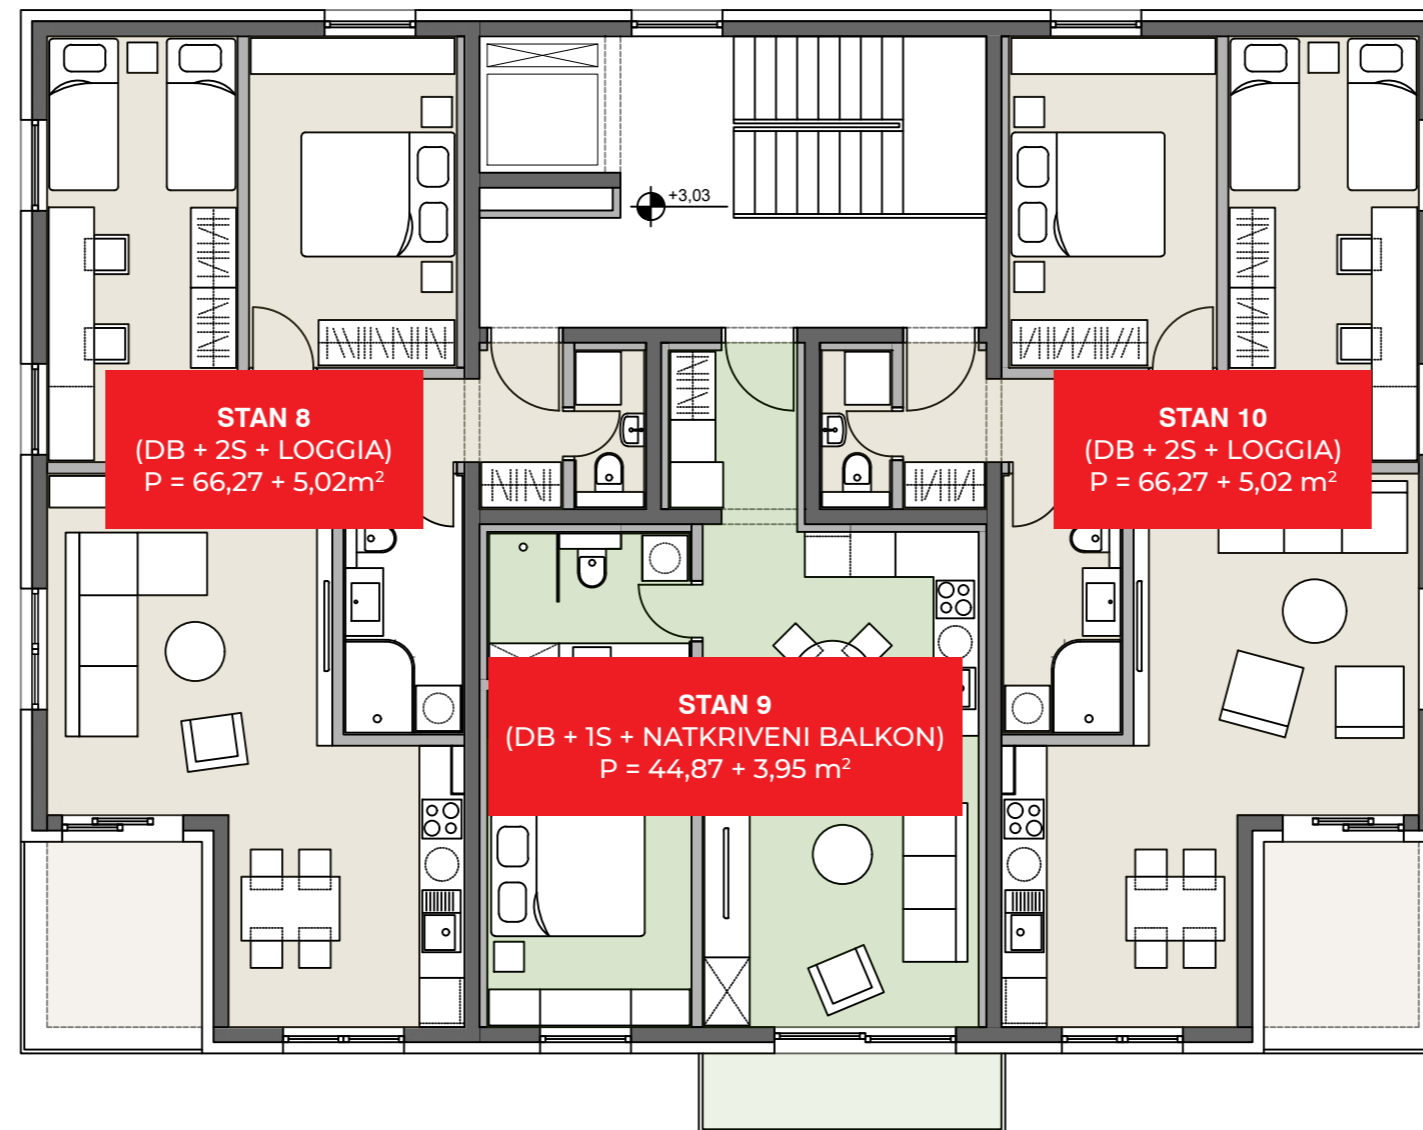 +3,03
STAN 8
(DB + 2S + LOGGIA)
P = 66,27 + 5,02m²
STAN 10
(DB + 2S + LOGGIA)
P = 66,27 + 5,02 m²
STAN 9
(DB + 1S + NATKRIVENI BALKON)
P = 44,87 + 3,95 m²